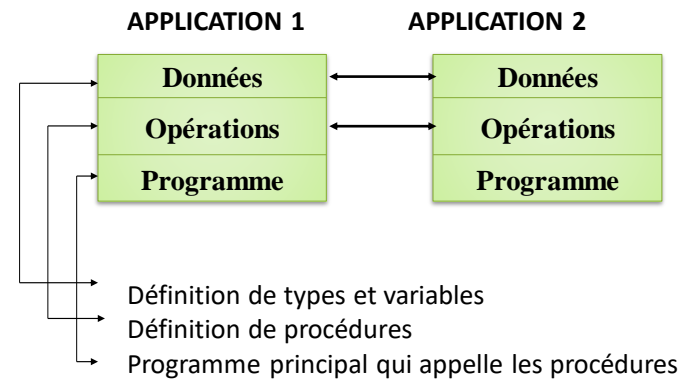 APPLICATION 1 APPLICATION 2
Données Données
Opérations Opérations
Programme Programme
Définition de types et variables
Définition de procédures
Programme principal qui appelle les procédures